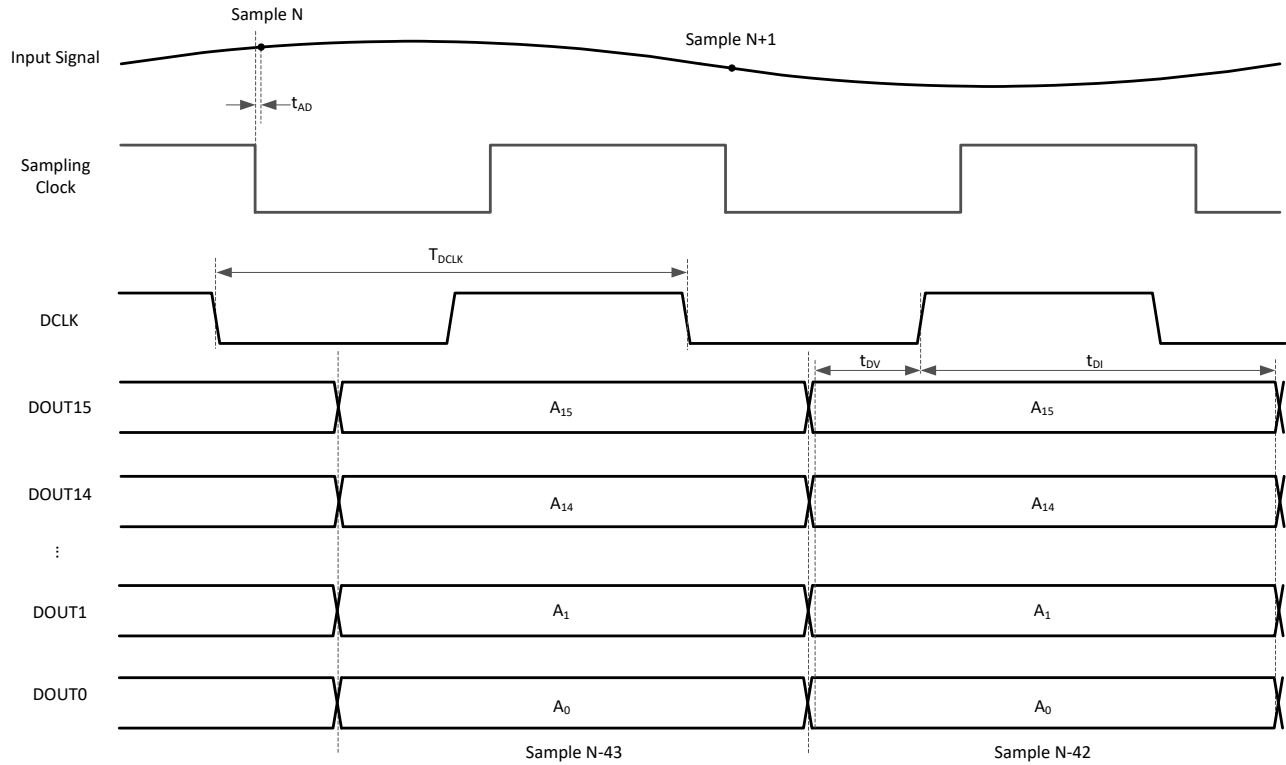 Sample N
Sample N+1
Input Signal
tAD
Sampling
Clock
TDCLK
DCLK
tDV
tDI
DOUT15
A15
A15
DOUT14
A14
A14
...
DOUT1
A1
A1
DOUT0
A0
A0
Sample N-43
Sample N-42